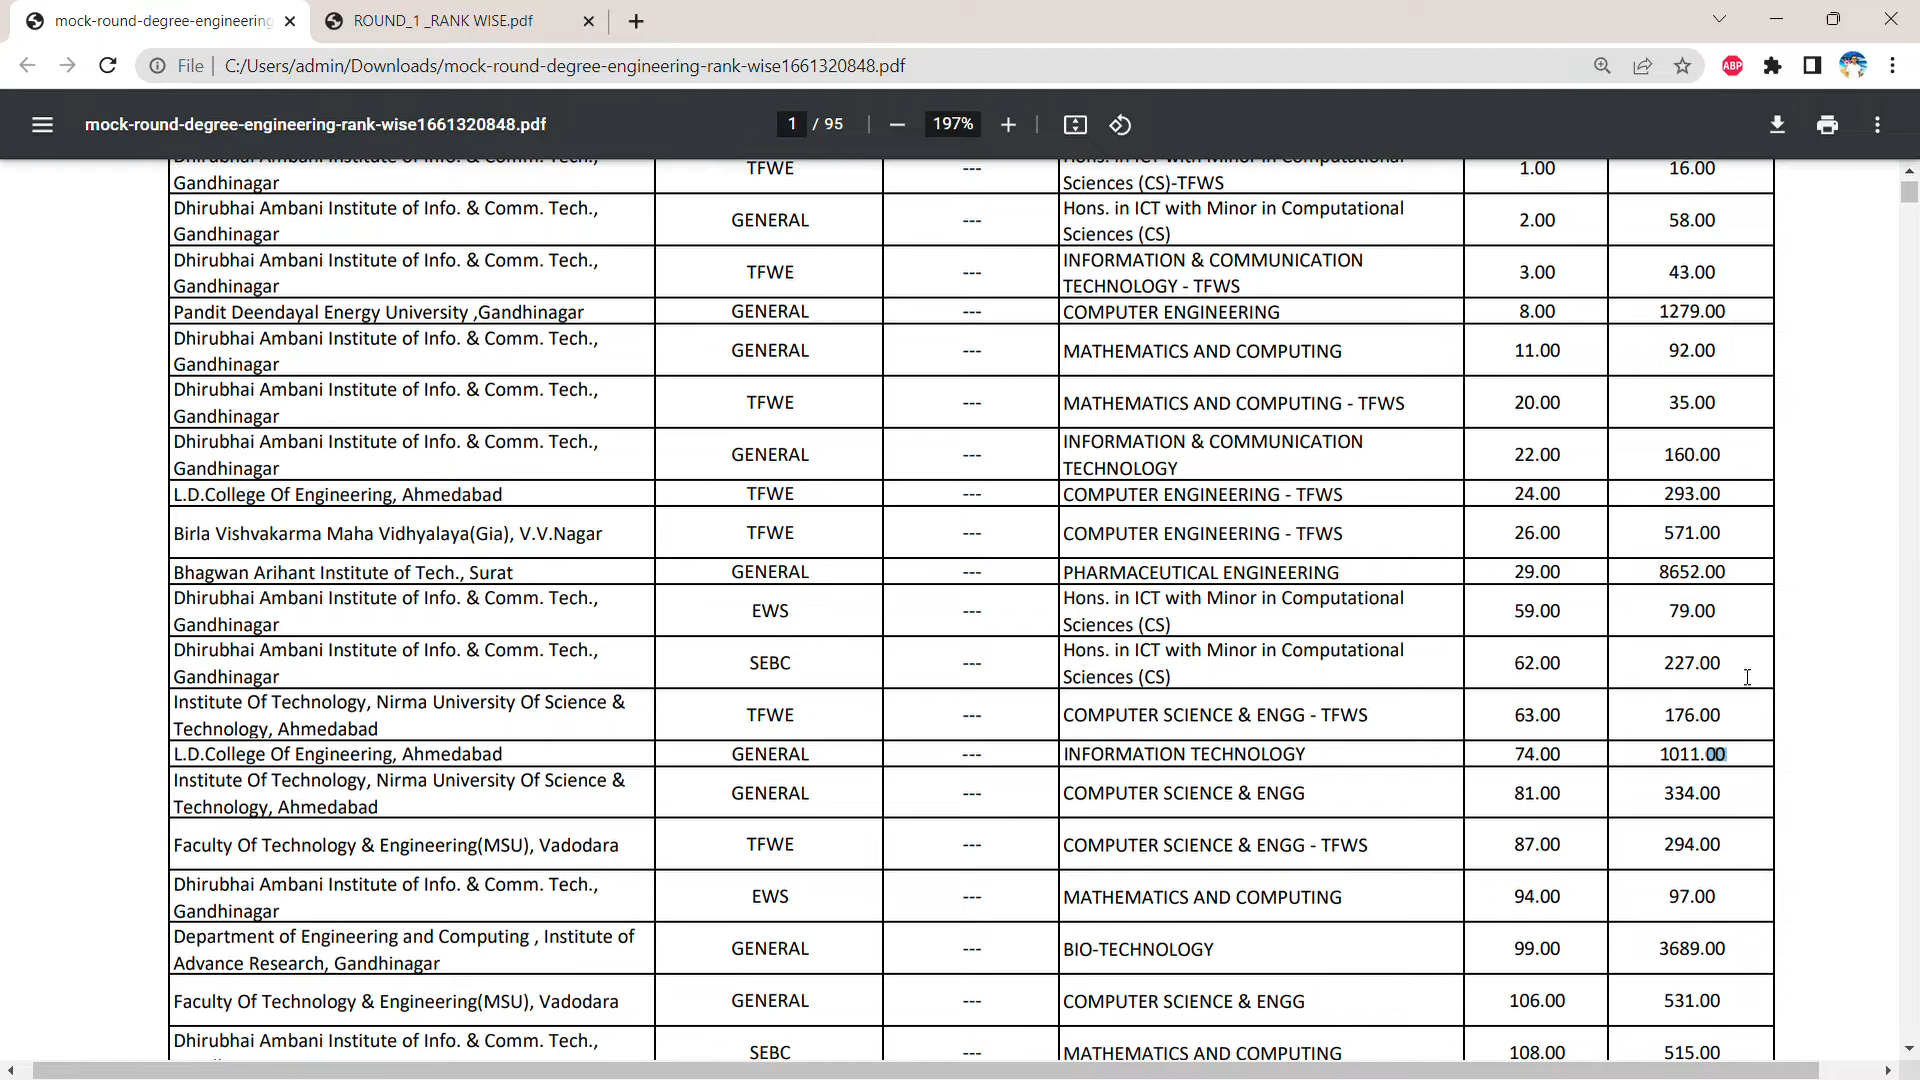 mock-round-degree-engineering
ROUND_1 _RANK WISE.pdf
File
C:/Users/admin/Downloads/mock-round-degree-engineering-rank-wise1661320848.pdf
ABP
mock-round-degree-engineering-rank-wise1661320848.pdf
1 / 95
197%
Dhirubhai Ambani Institute of Info. & Comm. Tech., Gandhinagar TFWE --- Hons. in ICT with Minor in Computational Sciences (CS)-TFWS 1.00 16.00
Dhirubhai Ambani Institute of Info. & Comm. Tech., Gandhinagar GENERAL --- Hons. in ICT with Minor in Computational Sciences (CS) 2.00 58.00
Dhirubhai Ambani Institute of Info. & Comm. Tech., Gandhinagar TFWE --- INFORMATION & COMMUNICATION TECHNOLOGY - TFWS 3.00 43.00
Pandit Deendayal Energy University ,Gandhinagar GENERAL --- COMPUTER ENGINEERING 8.00 1279.00
Dhirubhai Ambani Institute of Info. & Comm. Tech., Gandhinagar GENERAL --- MATHEMATICS AND COMPUTING 11.00 92.00
Dhirubhai Ambani Institute of Info. & Comm. Tech., Gandhinagar TFWE --- MATHEMATICS AND COMPUTING - TFWS 20.00 35.00
Dhirubhai Ambani Institute of Info. & Comm. Tech., Gandhinagar GENERAL --- INFORMATION & COMMUNICATION TECHNOLOGY 22.00 160.00
L.D.College Of Engineering, Ahmedabad TFWE --- COMPUTER ENGINEERING - TFWS 24.00 293.00
Birla Vishvakarma Maha Vidhyalaya(Gia), V.V.Nagar TFWE --- COMPUTER ENGINEERING - TFWS 26.00 571.00
Bhagwan Arihant Institute of Tech., Surat GENERAL --- PHARMACEUTICAL ENGINEERING 29.00 8652.00
Dhirubhai Ambani Institute of Info. & Comm. Tech., Gandhinagar EWS --- Hons. in ICT with Minor in Computational Sciences (CS) 59.00 79.00
Dhirubhai Ambani Institute of Info. & Comm. Tech., Gandhinagar SEBC --- Hons. in ICT with Minor in Computational Sciences (CS) 62.00 227.00
Institute Of Technology, Nirma University Of Science & Technology, Ahmedabad TFWE --- COMPUTER SCIENCE & ENGG - TFWS 63.00 176.00
L.D.College Of Engineering, Ahmedabad GENERAL --- INFORMATION TECHNOLOGY 74.00 1011.00
Institute Of Technology, Nirma University Of Science & Technology, Ahmedabad GENERAL --- COMPUTER SCIENCE & ENGG 81.00 334.00
Faculty Of Technology & Engineering(MSU), Vadodara TFWE --- COMPUTER SCIENCE & ENGG - TFWS 87.00 294.00
Dhirubhai Ambani Institute of Info. & Comm. Tech., Gandhinagar EWS --- MATHEMATICS AND COMPUTING 94.00 97.00
Department of Engineering and Computing , Institute of Advance Research, Gandhinagar GENERAL --- BIO-TECHNOLOGY 99.00 3689.00
Faculty Of Technology & Engineering(MSU), Vadodara GENERAL --- COMPUTER SCIENCE & ENGG 106.00 531.00
Dhirubhai Ambani Institute of Info. & Comm. Tech., SEBC --- MATHEMATICS AND COMPUTING 108.00 515.00